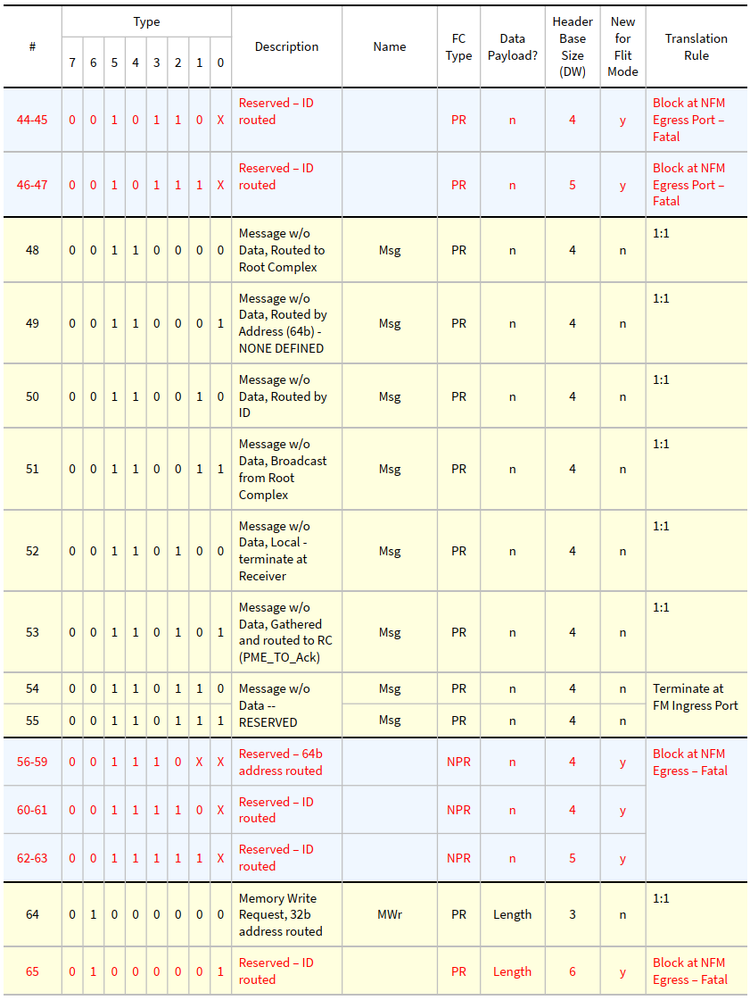 # Type Description Name FC Type Data Payload? Header Base Size (DW) New for Flit Mode Translation Rule
7 6 5 4 3 2 1 0
44-45 0 0 1 0 1 1 0 X Reserved – ID routed PR n 4 y Block at NFM Egress Port – Fatal
46-47 0 0 1 0 1 1 1 X Reserved – ID routed PR n 5 y Block at NFM Egress Port – Fatal
48 0 0 1 1 0 0 0 0 Message w/o Data, Routed to Root Complex Msg PR n 4 n 1:1
49 0 0 1 1 0 0 0 1 Message w/o Data, Routed by Address (64b) - NONE DEFINED Msg PR n 4 n 1:1
50 0 0 1 1 0 0 1 0 Message w/o Data, Routed by ID Msg PR n 4 n 1:1
51 0 0 1 1 0 0 1 1 Message w/o Data, Broadcast from Root Complex Msg PR n 4 n 1:1
52 0 0 1 1 0 1 0 0 Message w/o Data, Local - terminate at Receiver Msg PR n 4 n 1:1
53 0 0 1 1 0 1 0 1 Message w/o Data, Gathered and routed to RC (PME_TO_Ack) Msg PR n 4 n 1:1
54 0 0 1 1 0 1 1 0 Message w/o Data -- RESERVED Msg PR n 4 n Terminate at FM Ingress Port
55 0 0 1 1 0 1 1 1 Msg PR n 4 n
56-59 0 0 1 1 1 0 X X Reserved – 64b address routed NPR n 4 y Block at NFM Egress – Fatal
60-61 0 0 1 1 1 1 0 X Reserved – ID routed NPR n 4 y
62-63 0 0 1 1 1 1 1 X Reserved – ID routed NPR n 5 y
64 0 1 0 0 0 0 0 0 Memory Write Request, 32b address routed MWr PR Length 3 n 1:1
65 0 1 0 0 0 0 0 1 Reserved – ID routed PR Length 6 y Block at NFM Egress – Fatal